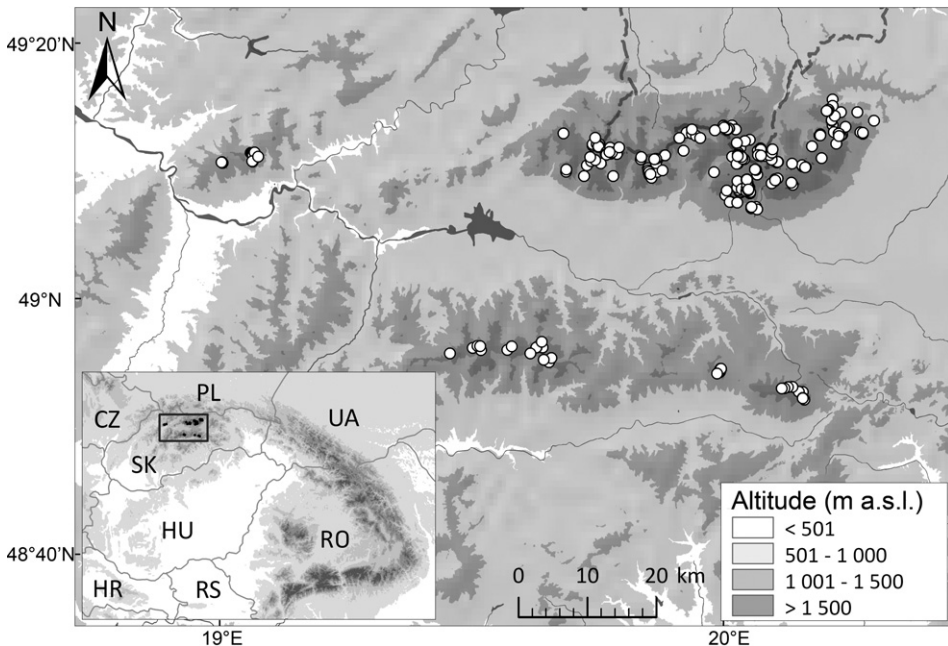 N
49°20'N
49°N
48°40'N
19°E
20°E
0 10 20 km
Altitude (m a.s.l.)
< 501
501 - 1 000
1 001 - 1 500
> 1 500
PL
CZ
UA
SK
HU
RO
HR
RS